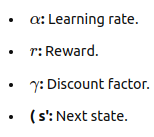 • α: Learning rate.
• r: Reward.
• γ: Discount factor.
• ( s': Next state.